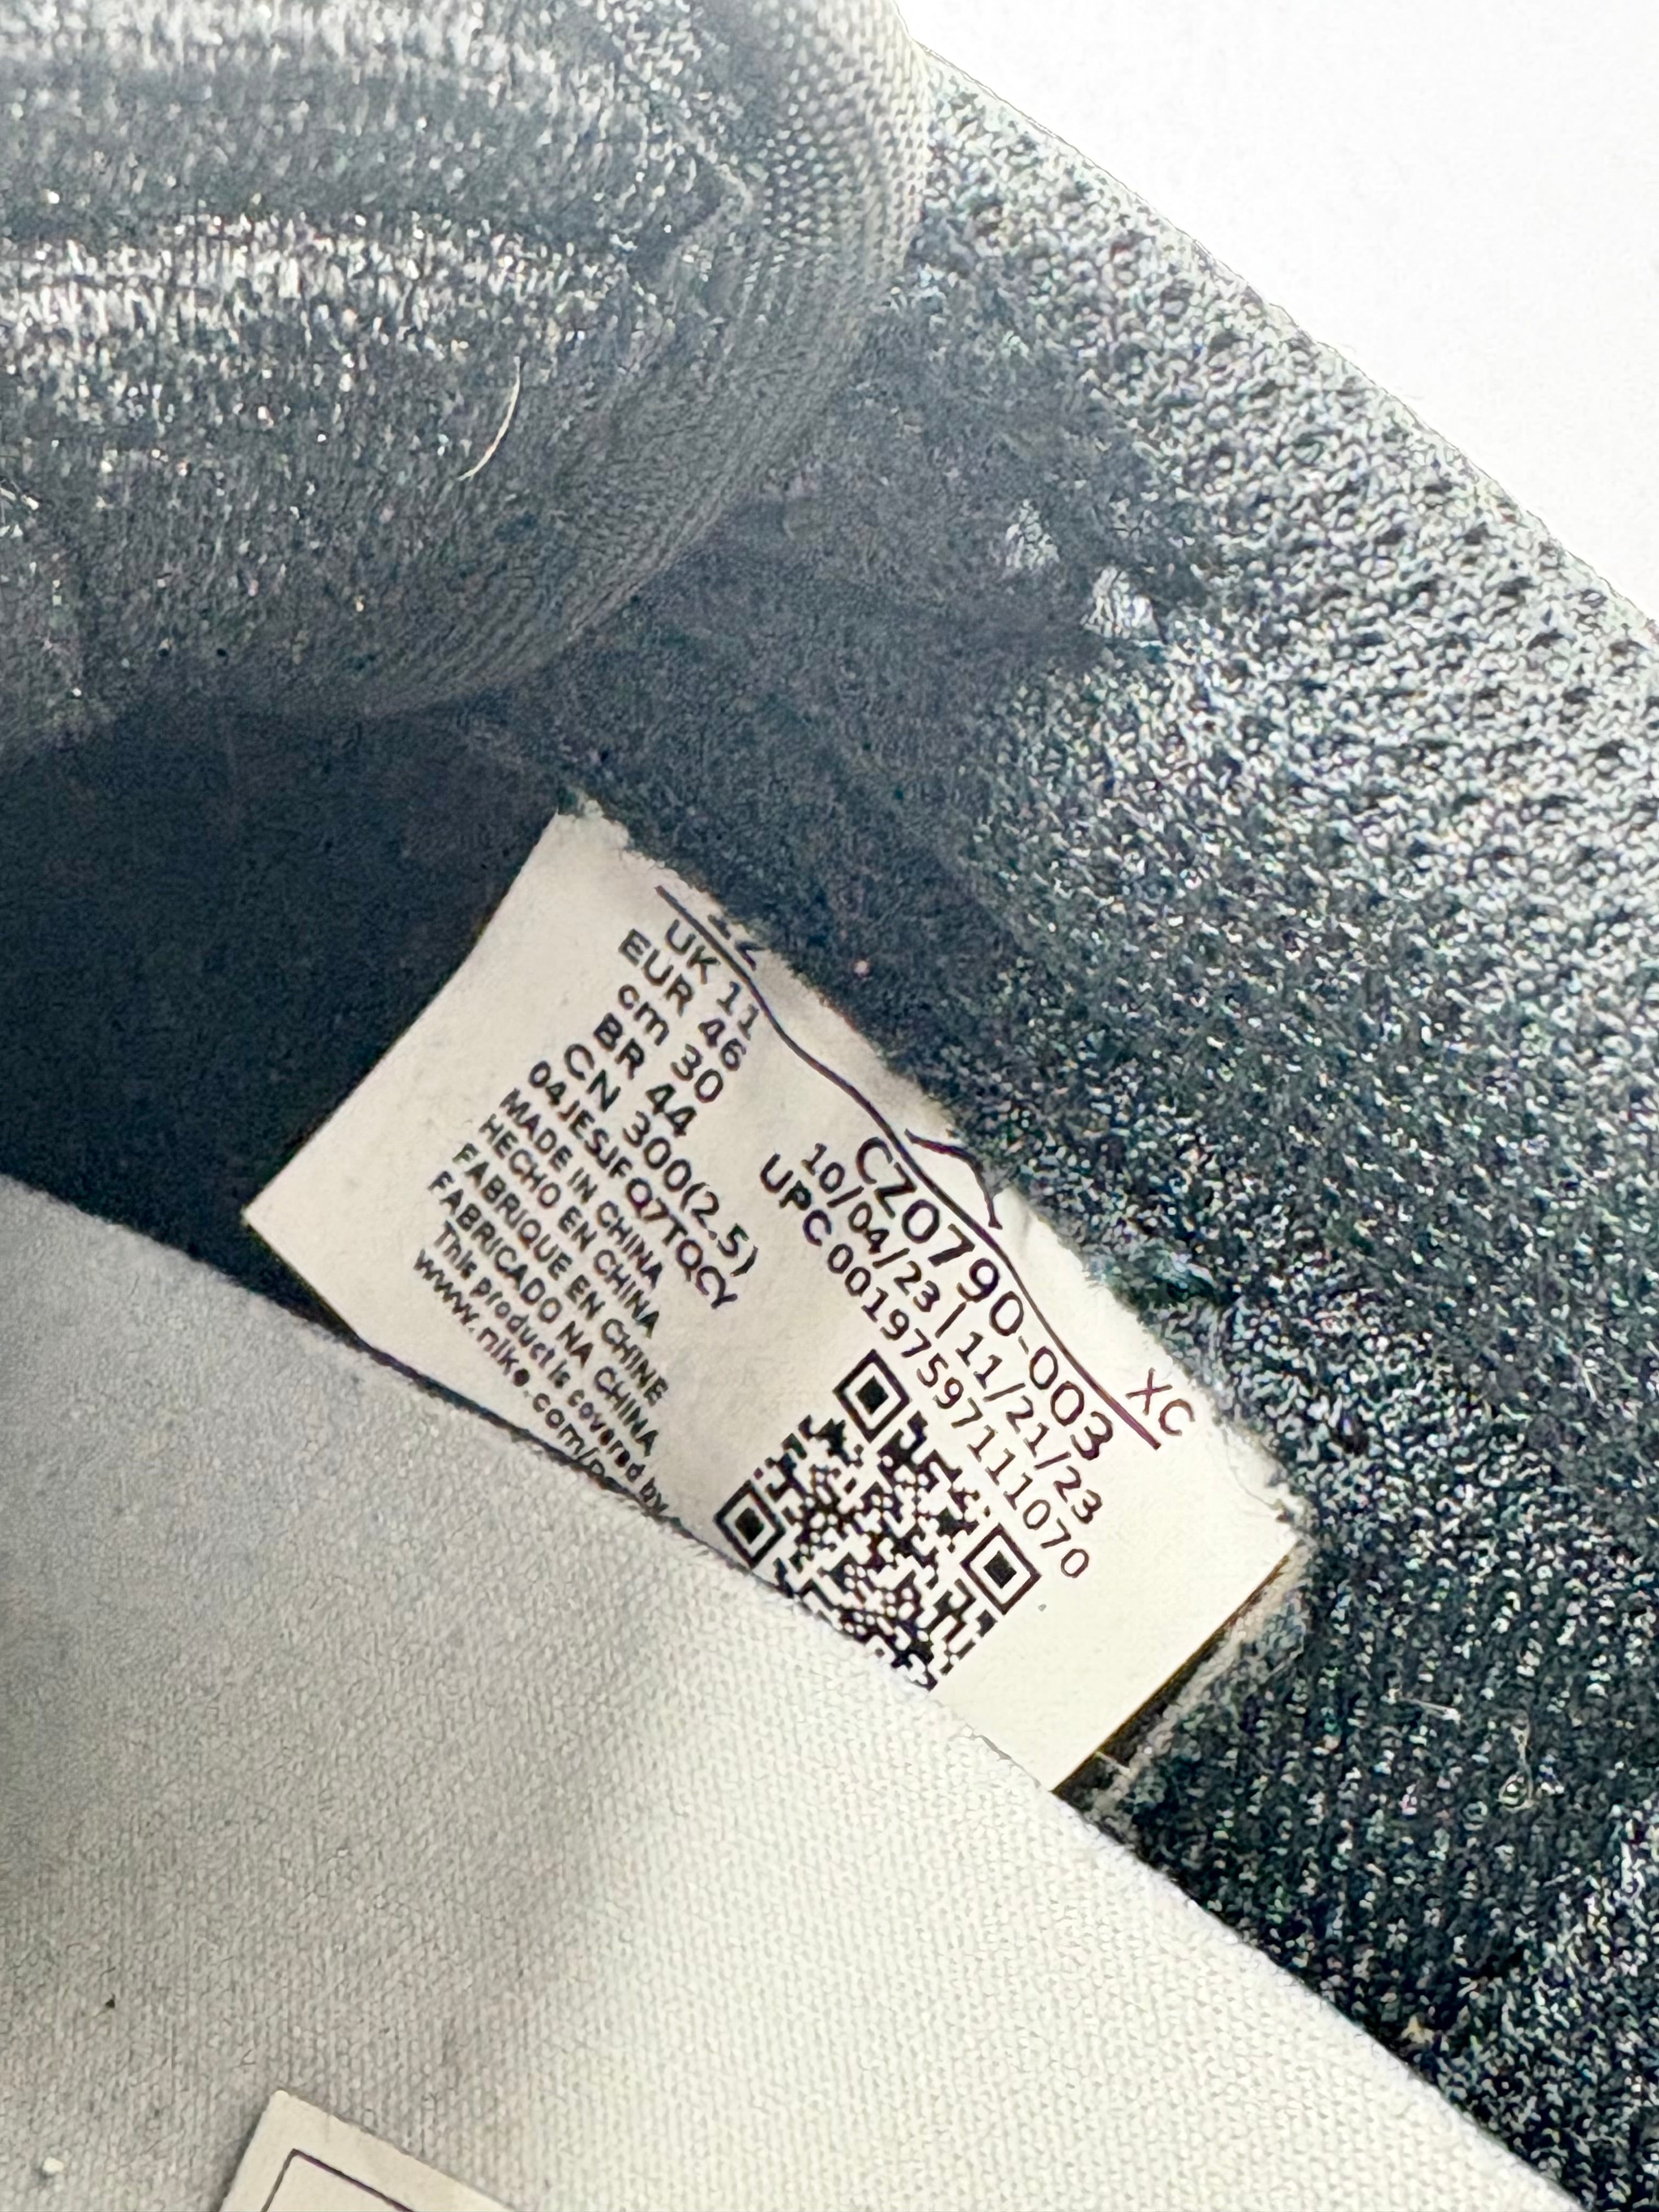 12
UK 11
EUR 46
cm 30
BR 44
CN 300(2.5)
04JESJFQ7TQCY
MADE IN CHINA
HECHO EN CHINA
FABRIQUE EN CHINE
FABRICADO NA CHINA
This product is covered by
www.nike.com/pa
XC
CZ0790-003
10/04/23 | 11/21/23
UPC 00197597111070